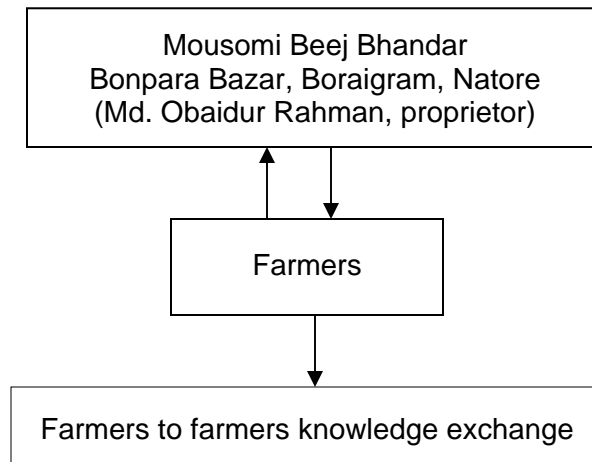 Mousomi Beej Bhandar
Bonpara Bazar, Boraigram, Natore
(Md. Obaidur Rahman, proprietor)
Farmers
Farmers to farmers knowledge exchange